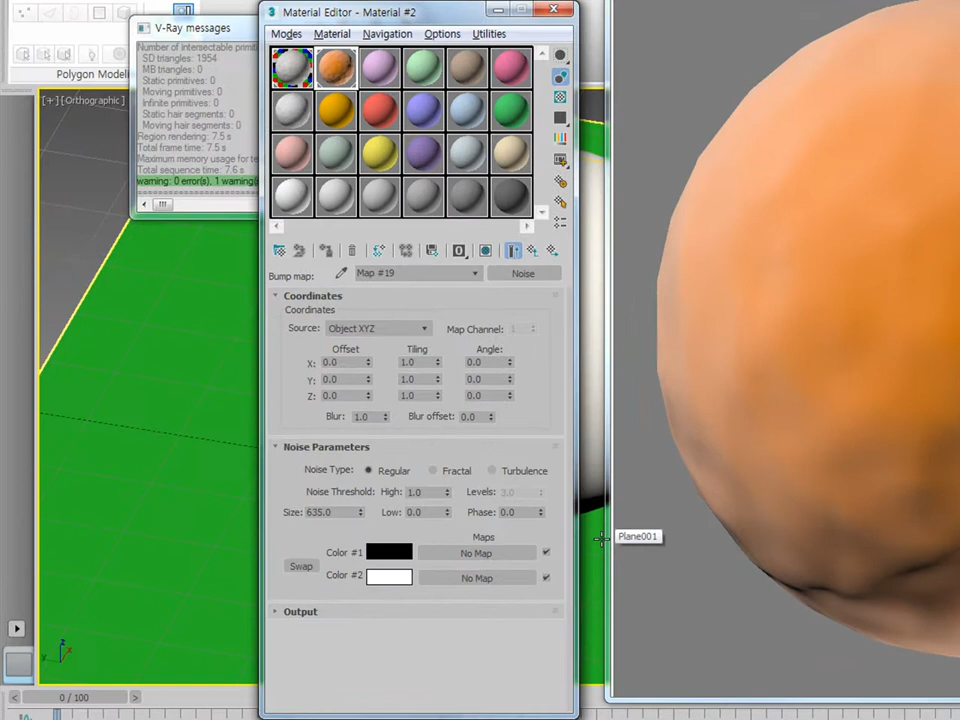 Material Editor - Material #2
V-Ray messages
Modes Material Navigation Options Utilities
Number of intersectable primiti
SD triangles: 1954
MB triangles: 0
Static primitives: 0
Moving primitives: 0
Infinite primitives: 0
Static hair segments: 0
Moving hair segments: 0
Region rendering: 7.5 s
Total frame time: 7.5 s
Maximum memory usage for te
Total sequence time: 7.6 s
warning: 0 error(s), 1 warning(s
Polygon Modeli
[+] [Orthographic]
Bump map: Map #19 Noise
Coordinates
Coordinates
Source: Object XYZ Map Channel: 1
Offset Tiling Angle:
X: 0.0 1.0 0.0
Y: 0.0 1.0 0.0
Z: 0.0 1.0 0.0
Blur: 1.0 Blur offset: 0.0
Noise Parameters
Noise Type: Regular Fractal Turbulence
Noise Threshold: High: 1.0 Levels: 3.0
Size: 635.0 Low: 0.0 Phase: 0.0
Maps
Color #1 No Map
Swap
Color #2 No Map
Output
Plane001
z
x
y
0 / 100